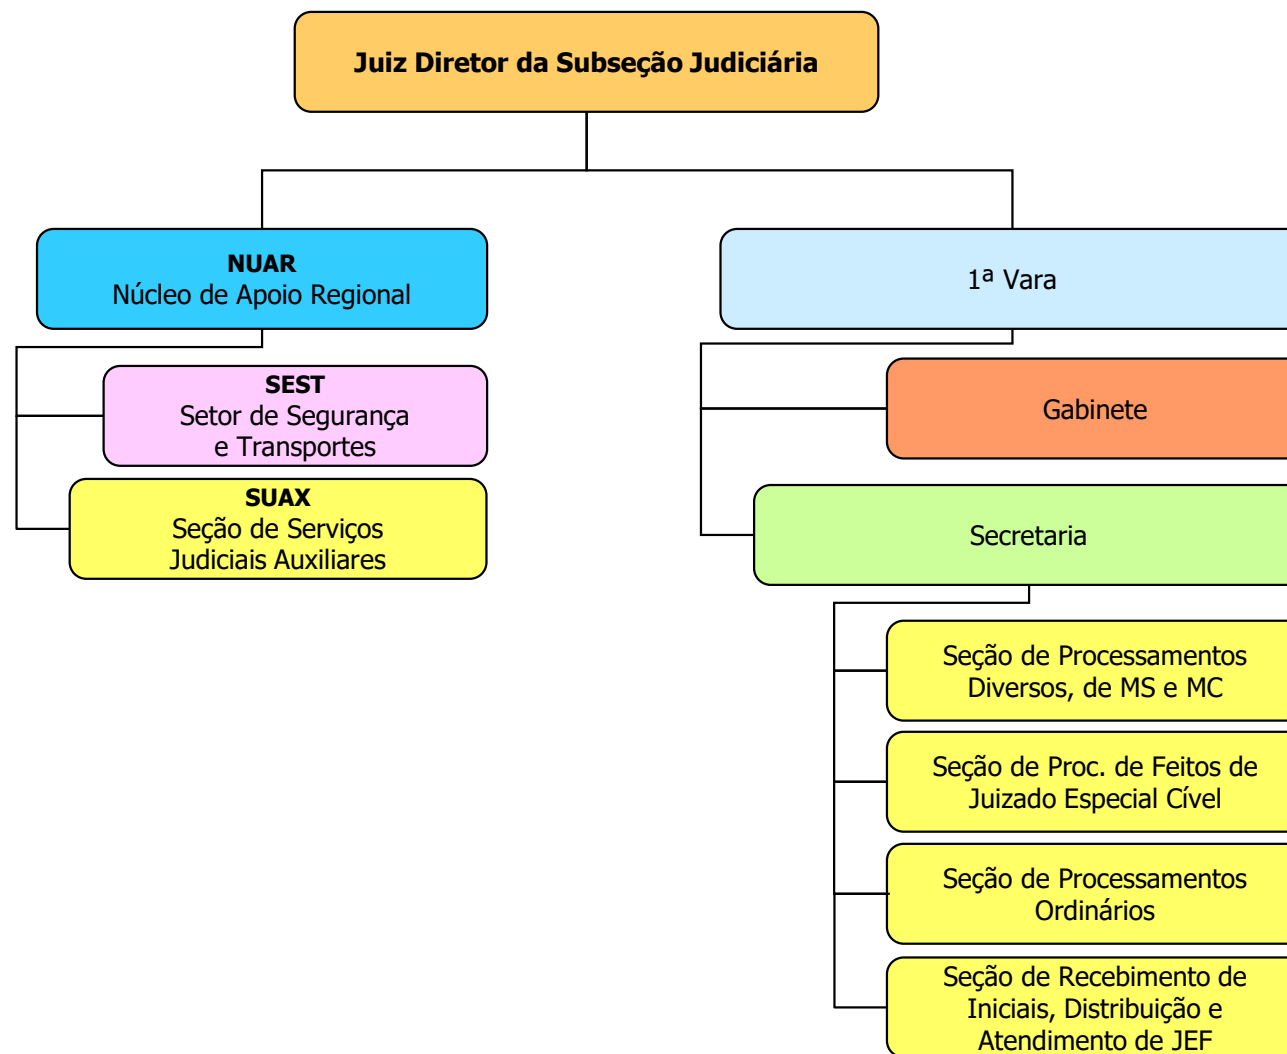 Juiz Diretor da Subseção Judiciária
NUAR
Núcleo de Apoio Regional
1ª Vara
SEST
Setor de Segurança
e Transportes
Gabinete
SUAX
Seção de Serviços
Judiciais Auxiliares
Secretaria
Seção de Processamentos
Diversos, de MS e MC
Seção de Proc. de Feitos de
Juizado Especial Cível
Seção de Processamentos
Ordinários
Seção de Recebimento de
Iniciais, Distribuição e
Atendimento de JEF